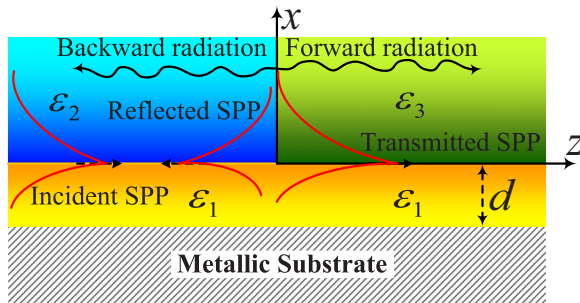 x
Backward radiation Forward radiation
ε₂ ε₃
Reflected SPP
Transmitted SPP
z
Incident SPP ε₁ ε₁ d
Metallic Substrate